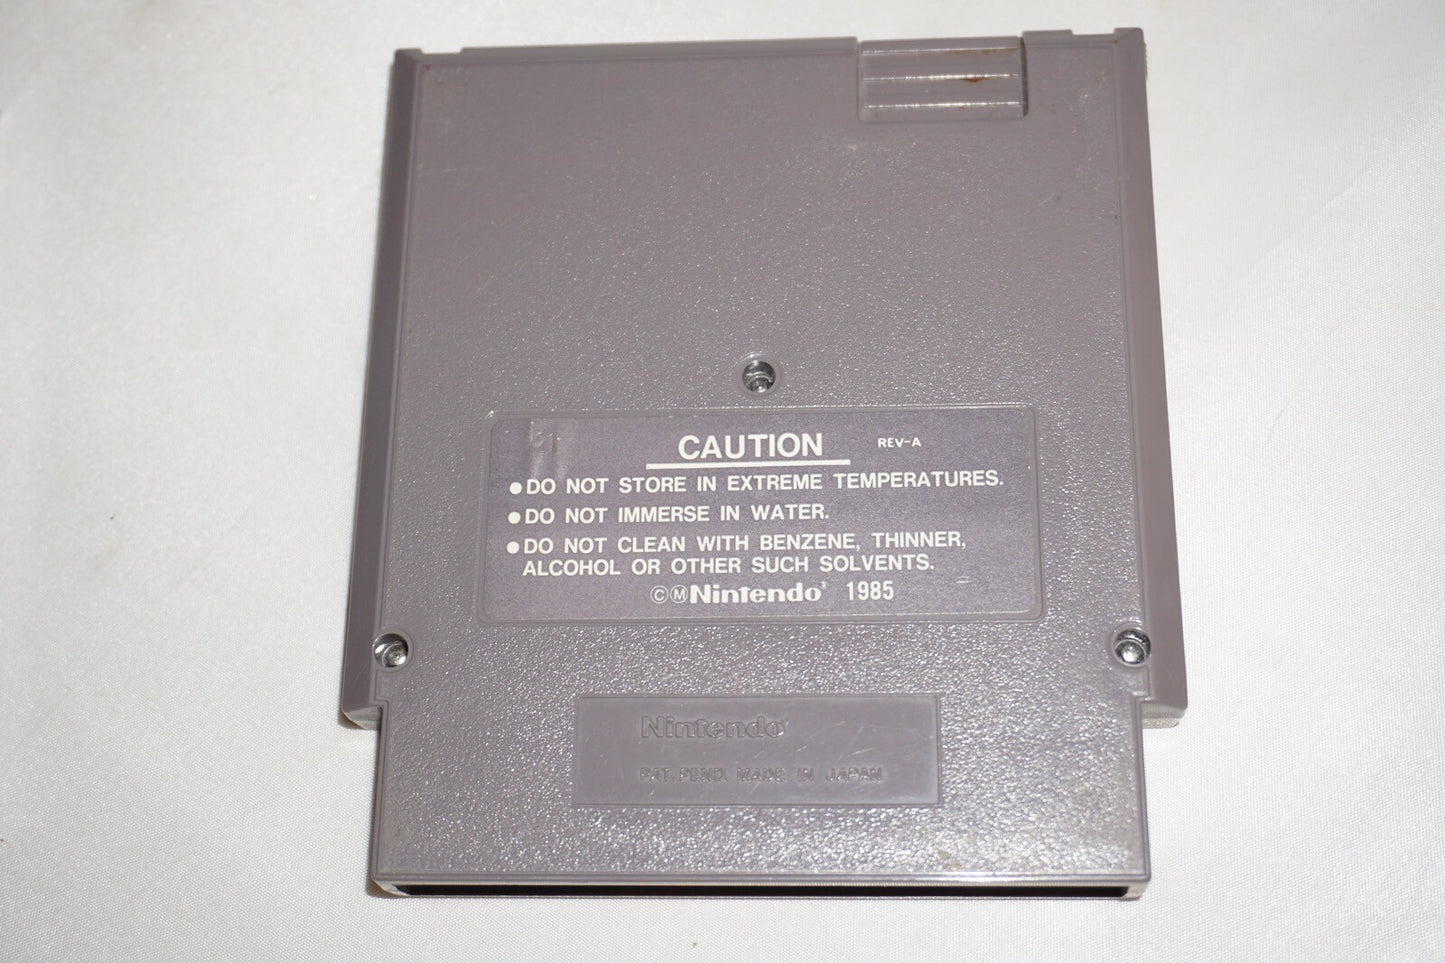 CAUTION REV-A
●DO NOT STORE IN EXTREME TEMPERATURES.
●DO NOT IMMERSE IN WATER.
●DO NOT CLEAN WITH BENZENE, THINNER,
ALCOHOL OR OTHER SUCH SOLVENTS.
ⒸⓂNintendo® 1985
Nintendo®
PAT. PEND. MADE IN JAPAN